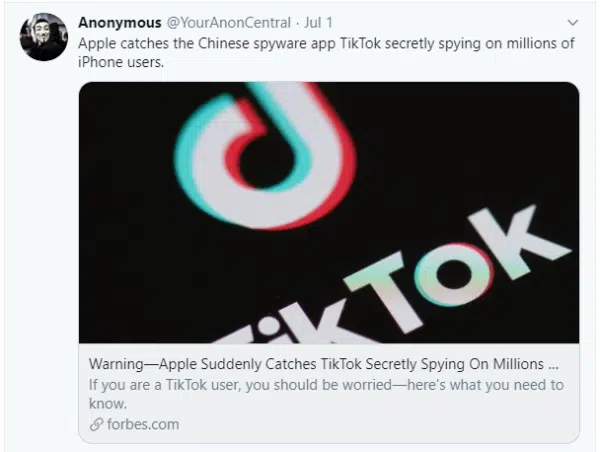 Anonymous @YourAnonCentral · Jul 1
Apple catches the Chinese spyware app TikTok secretly spying on millions of
iPhone users.
TikTok
Warning—Apple Suddenly Catches TikTok Secretly Spying On Millions ...
If you are a TikTok user, you should be worried—here's what you need to
know.
forbes.com